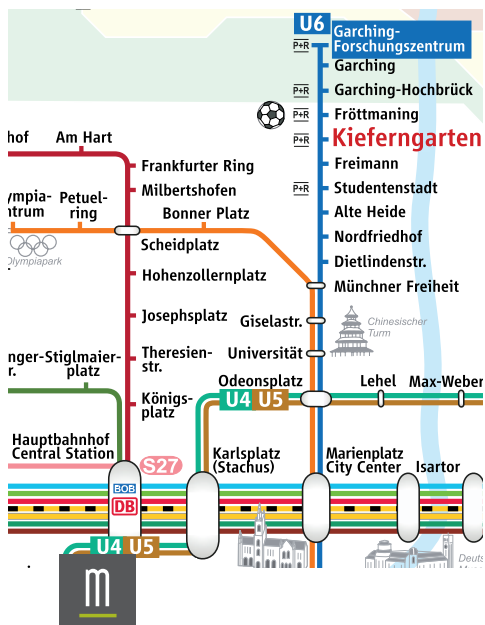 U6
Garching-
Forschungszentrum
P+R
Garching
P+R
Garching-Hochbrück
P+R
Fröttmaning
P+R
Kieferngarten
hof
Am Hart
Frankfurter Ring
Freimann
Milbertshofen
P+R
Studentenstadt
ympia-
ntrum
Petuel-
ring
Bonner Platz
Alte Heide
Scheidplatz
Nordfriedhof
Olympiapark
r.
Dietlindenstr.
Hohenzollernplatz
Münchner Freiheit
Josephsplatz
Giselastr.
Chinesischer
Turm
nger-
r.
Stiglmaier-
platz
Theresien-
str.
Universität
Odeonsplatz
Lehel
Max-Weber
Königs-
platz
U4 U5
Hauptbahnhof
Central Station
S27
Karlsplatz
(Stachus)
Marienplatz
City Center
Isartor
BOB
DB
U4 U5
Deuts
m